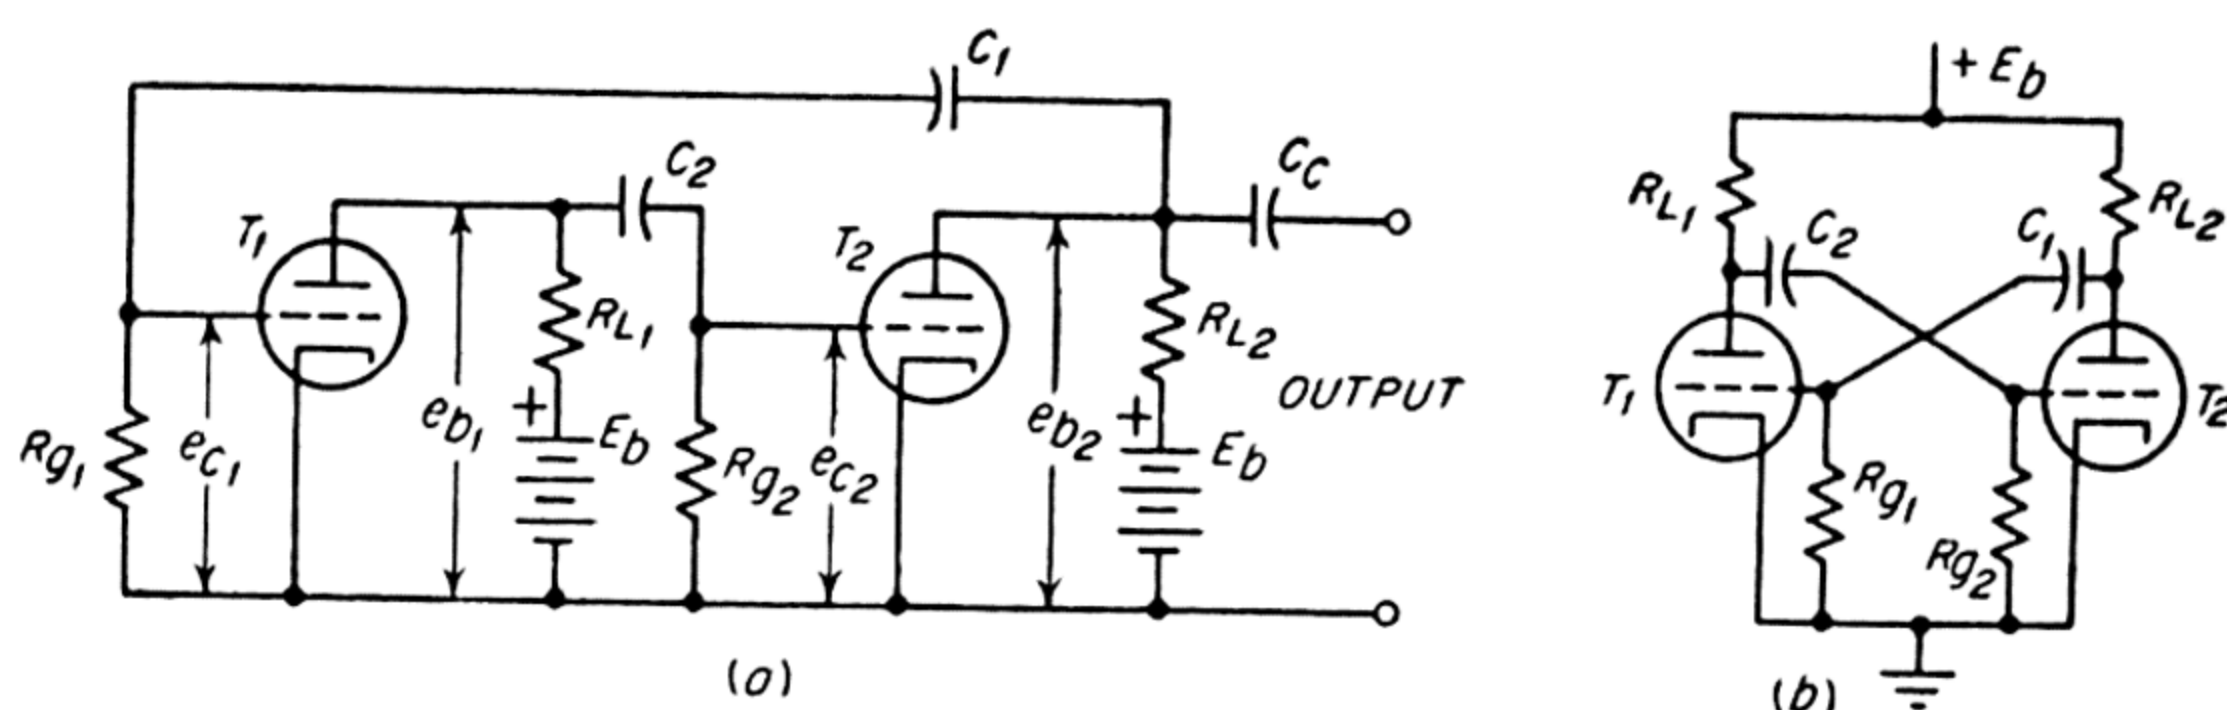 C1
C2
CC
T1
T2
RL1
RL2
Rg1
ec1
eb1
+
Eb
Rg2
ec2
eb2
+
Eb
OUTPUT
(a)
+ Eb
RL1
C2
C1
RL2
T1
T2
Rg1
Rg2
(b)